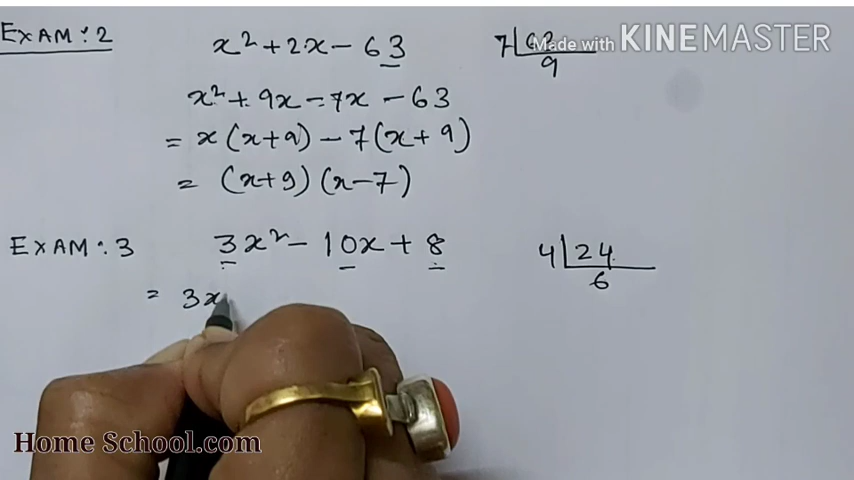 EXAM: 2
x² + 2x - 63
7 63
9
Made with KINEMASTER
x² + 9x - 7x - 63
= x (x+9) - 7 (x + 9)
= (x+9) (x-7)
EXAM: 3
3x² - 10x + 8
4 24
6
= 3x
Home School.com